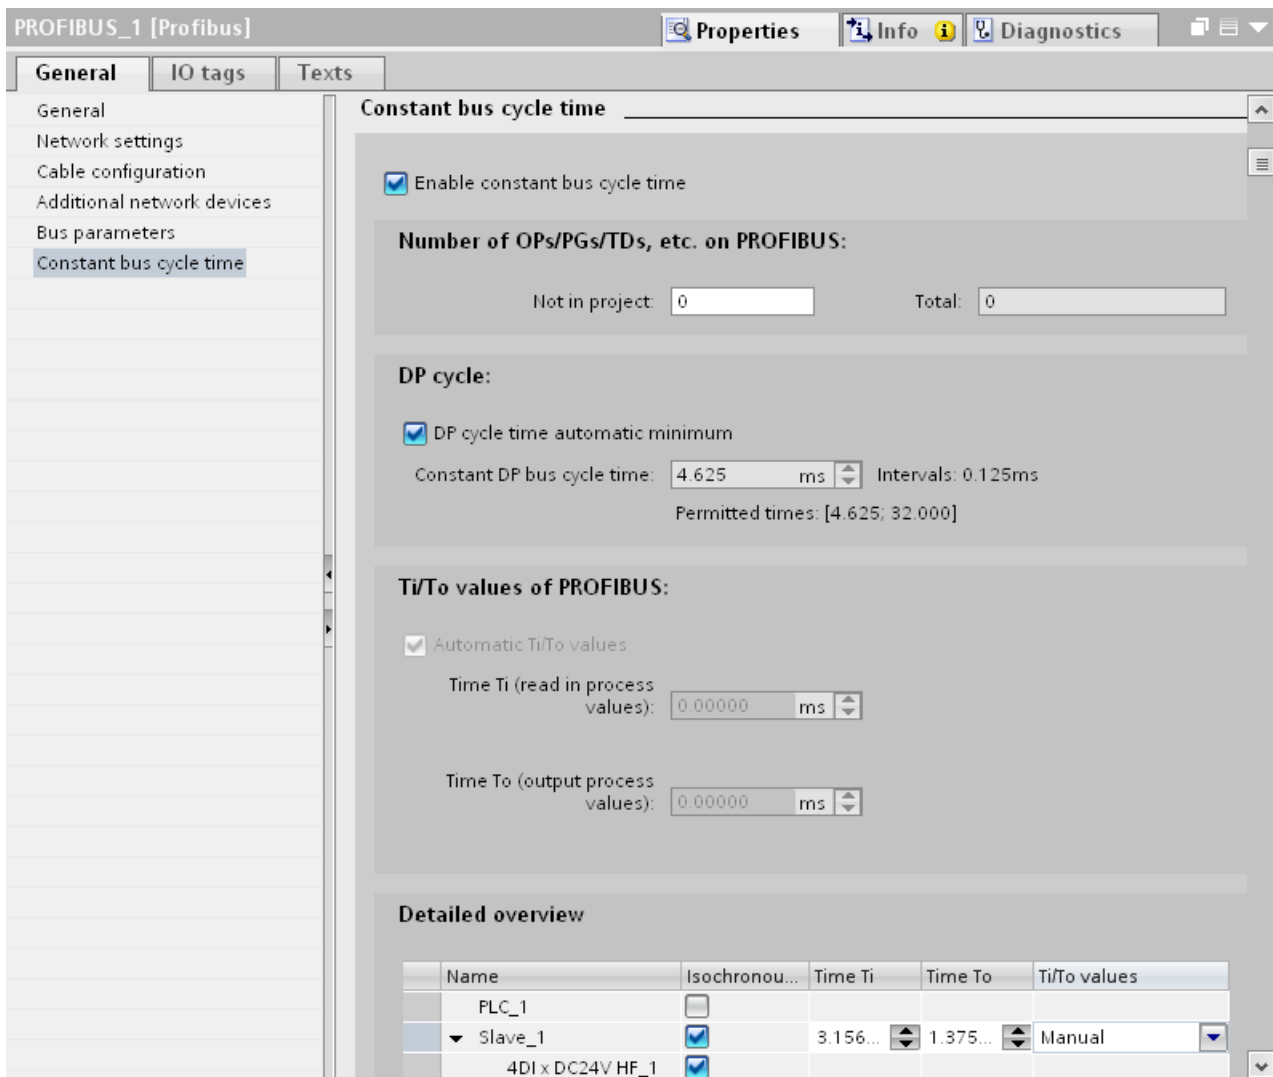 PROFIBUS_1 [Profibus]
Properties
Info
Diagnostics
General
IO tags
Texts
General
Network settings
Cable configuration
Additional network devices
Bus parameters
Constant bus cycle time
Constant bus cycle time
Enable constant bus cycle time
Number of OPs/PGs/TDs, etc. on PROFIBUS:
Not in project: 0 Total: 0
DP cycle:
DP cycle time automatic minimum
Constant DP bus cycle time: 4.625 ms Intervals: 0.125ms
Permitted times: [4.625; 32.000]
Ti/To values of PROFIBUS:
Automatic Ti/To values
Time Ti (read in process
values): 0.00000 ms
Time To (output process
values): 0.00000 ms
Detailed overview
Name Isochronou... Time Ti Time To Ti/To values
PLC_1
Slave_1 3.156... 1.375... Manual
4DI x DC24V HF_1